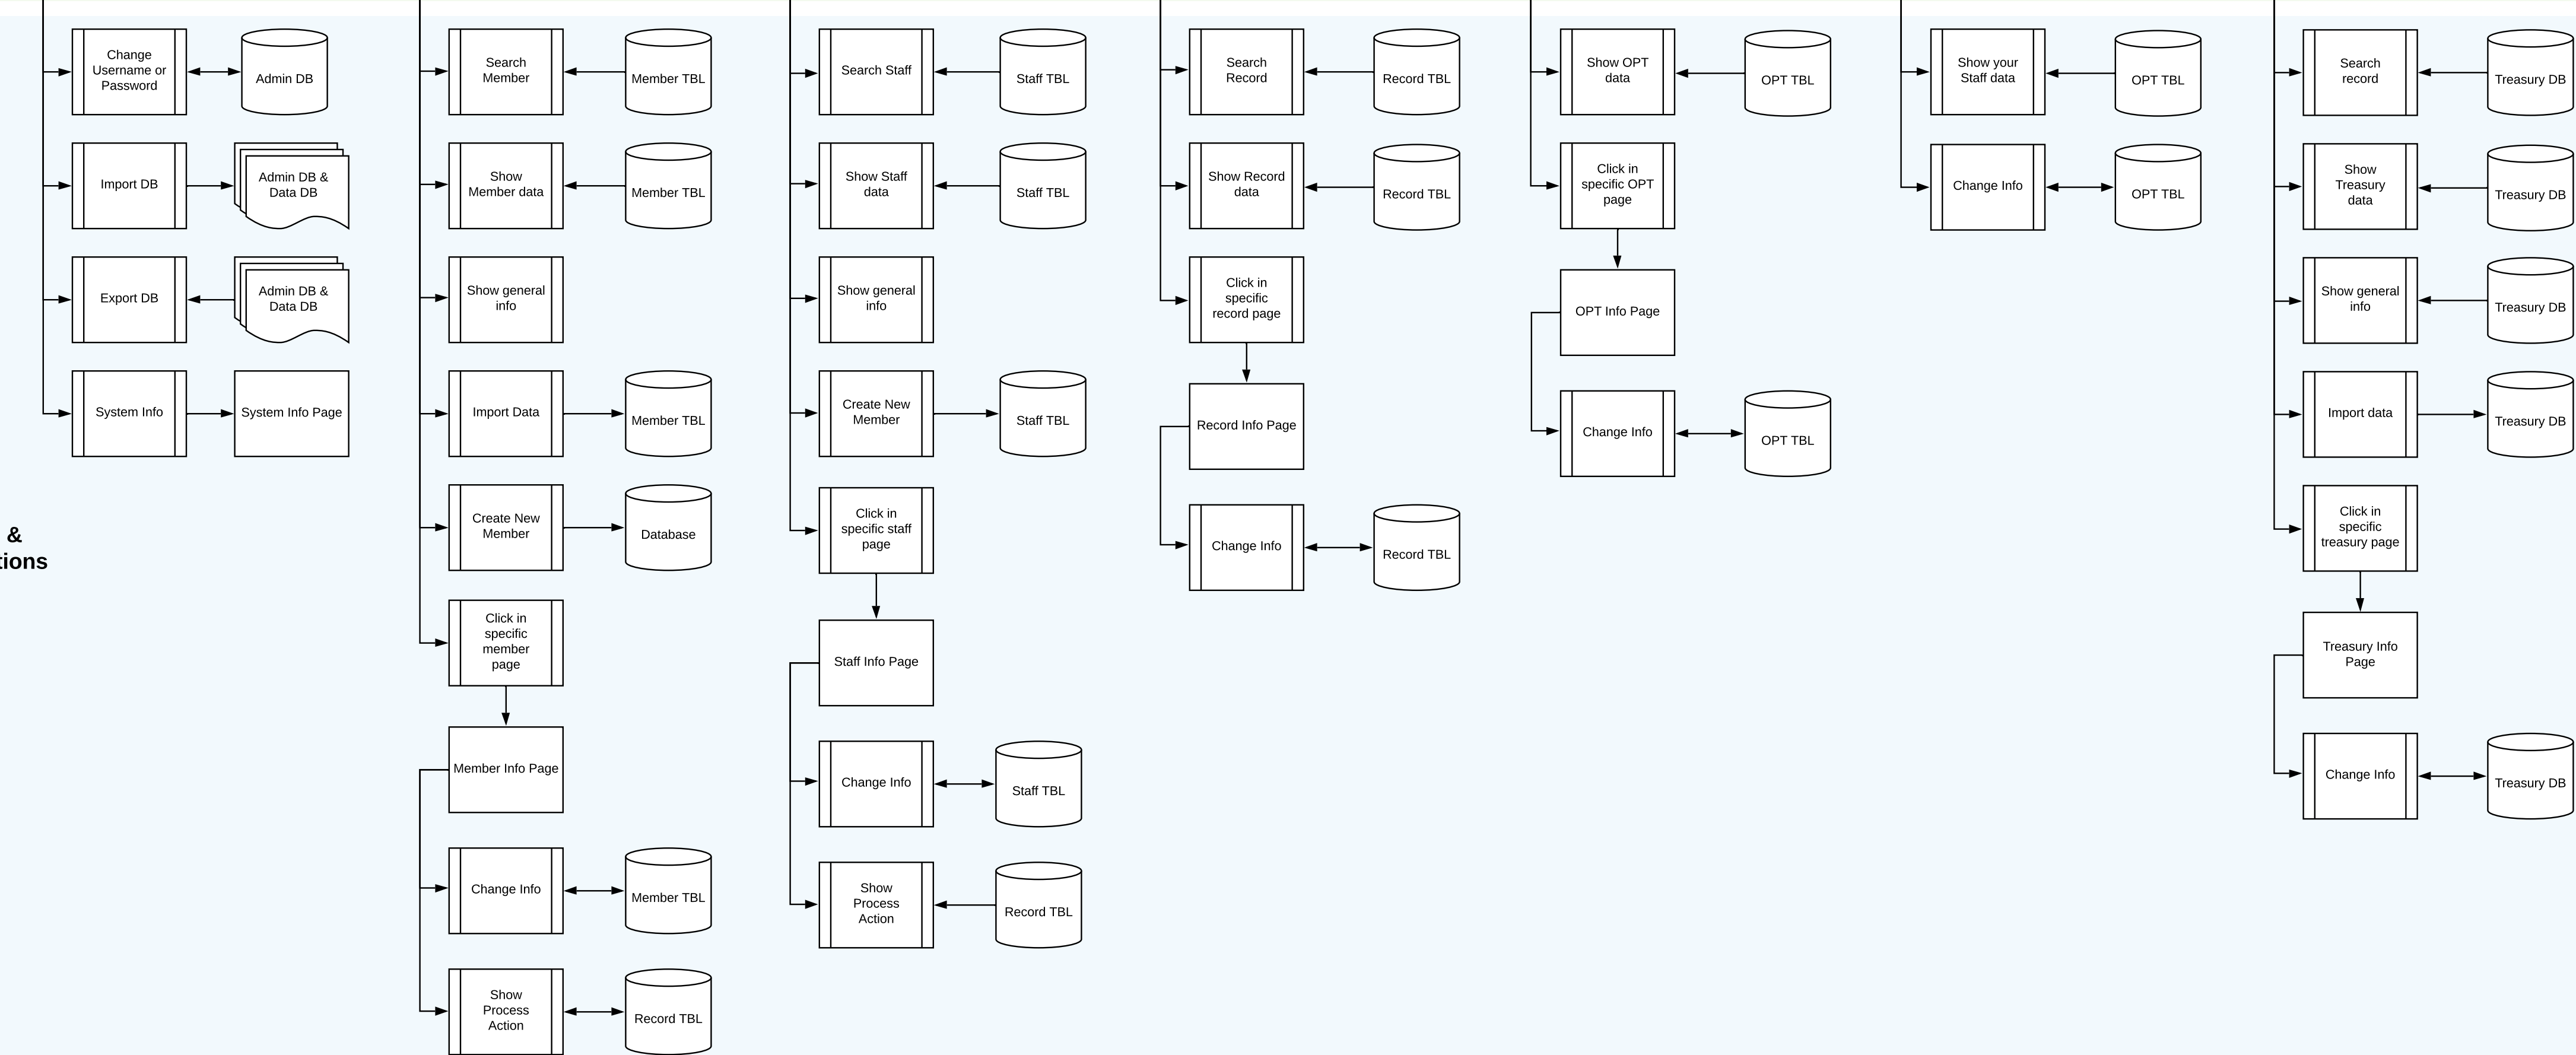 Change
Username or
Password
Admin DB
Import DB
Admin DB &
Data DB
Export DB
Admin DB &
Data DB
System Info
System Info Page
&
tions
Search
Member
Member TBL
Show
Member data
Member TBL
Show general
info
Import Data
Member TBL
Create New
Member
Database
Click in
specific
member
page
Member Info Page
Change Info
Member TBL
Show
Process
Action
Record TBL
Search Staff
Staff TBL
Show Staff
data
Staff TBL
Show general
info
Create New
Member
Staff TBL
Click in
specific staff
page
Staff Info Page
Change Info
Staff TBL
Show
Process
Action
Record TBL
Search
Record
Record TBL
Show Record
data
Record TBL
Click in
specific
record page
Record Info Page
Change Info
Record TBL
Show OPT
data
OPT TBL
Click in
specific OPT
page
OPT Info Page
Change Info
OPT TBL
Show your
Staff data
OPT TBL
Change Info
OPT TBL
Search
record
Treasury DB
Show
Treasury
data
Treasury DB
Show general
info
Treasury DB
Import data
Treasury DB
Click in
specific
treasury page
Treasury Info
Page
Change Info
Treasury DB